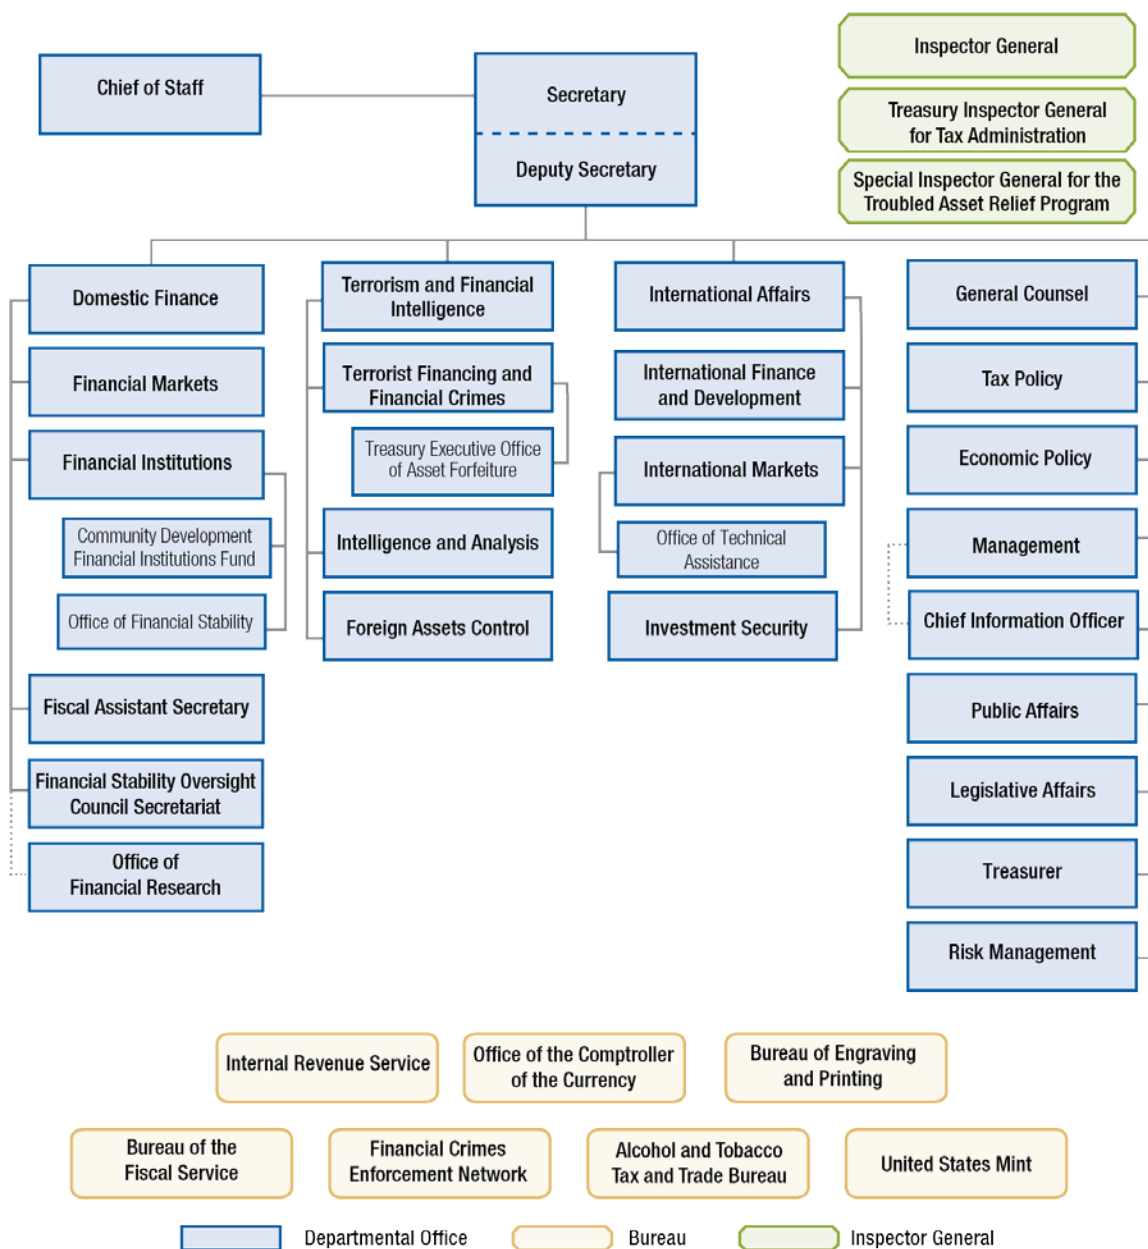 Chief of Staff
Secretary
Deputy Secretary
Inspector General
Treasury Inspector General
for Tax Administration
Special Inspector General for the
Troubled Asset Relief Program
Domestic Finance
Financial Markets
Financial Institutions
Community Development
Financial Institutions Fund
Office of Financial Stability
Fiscal Assistant Secretary
Financial Stability Oversight
Council Secretariat
Office of
Financial Research
Terrorism and Financial
Intelligence
Terrorist Financing and
Financial Crimes
Treasury Executive Office
of Asset Forfeiture
Intelligence and Analysis
Foreign Assets Control
International Affairs
International Finance
and Development
International Markets
Office of Technical
Assistance
Investment Security
General Counsel
Tax Policy
Economic Policy
Management
Chief Information Officer
Public Affairs
Legislative Affairs
Treasurer
Risk Management
Internal Revenue Service
Office of the Comptroller
of the Currency
Bureau of Engraving
and Printing
Bureau of the
Fiscal Service
Financial Crimes
Enforcement Network
Alcohol and Tobacco
Tax and Trade Bureau
United States Mint
Departmental Office
Bureau
Inspector General